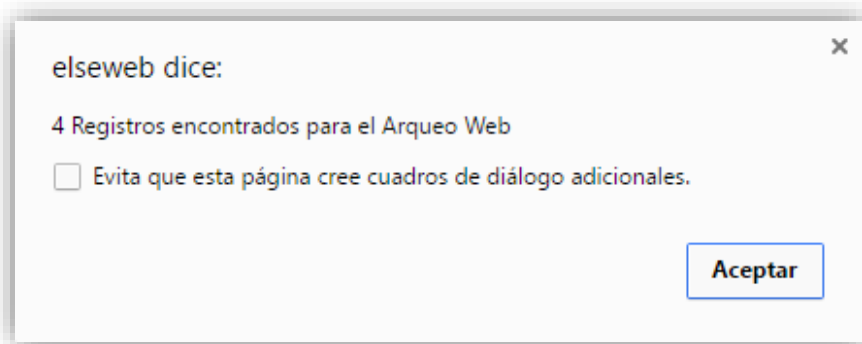 elseweb dice:
4 Registros encontrados para el Arqueo Web
Evita que esta página cree cuadros de diálogo adicionales.
Aceptar